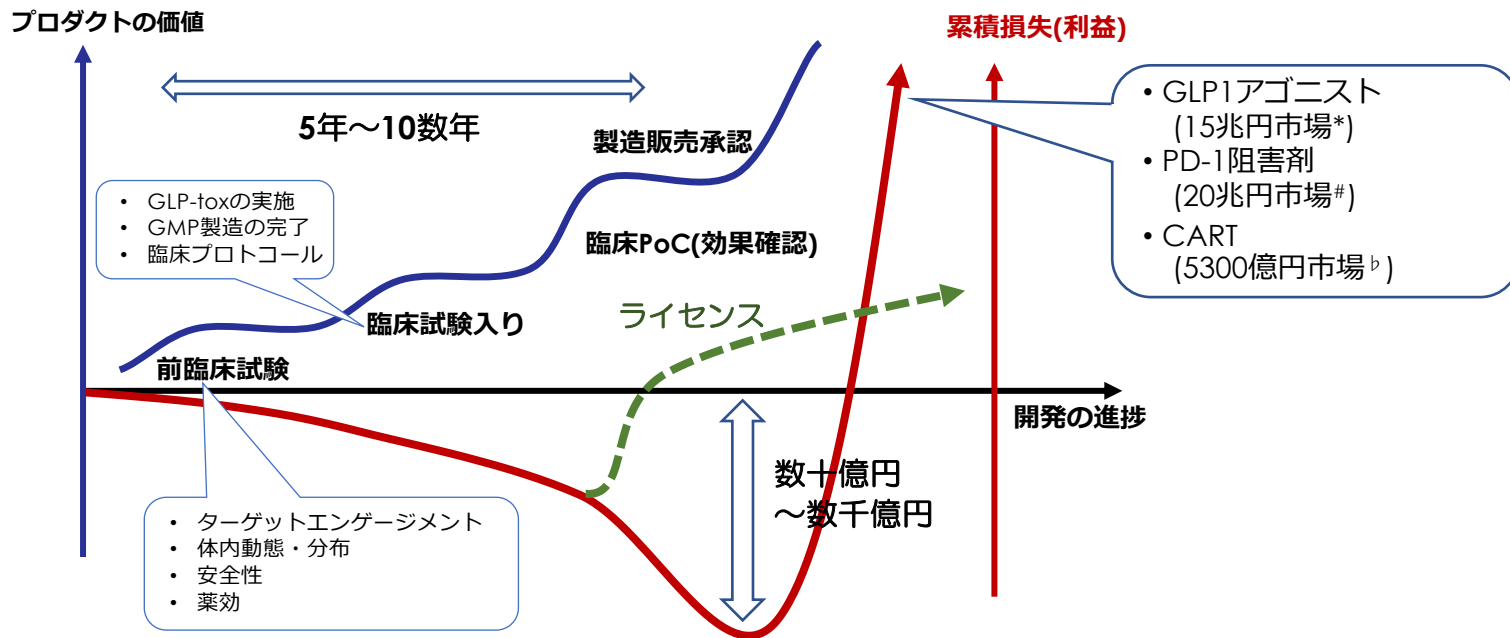 プロダクトの価値
累積損失(利益)
5年～10数年
製造販売承認
• GLP1アゴニスト
(15兆円市場*)
• PD-1阻害剤
(20兆円市場#)
• CART
(5300億円市場♭)
• GLP-toxの実施
• GMP製造の完了
• 臨床プロトコール
臨床PoC(効果確認)
臨床試験入り
ライセンス
前臨床試験
開発の進捗
数十億円
～数千億円
• ターゲットエンゲージメント
• 体内動態・分布
• 安全性
• 薬効